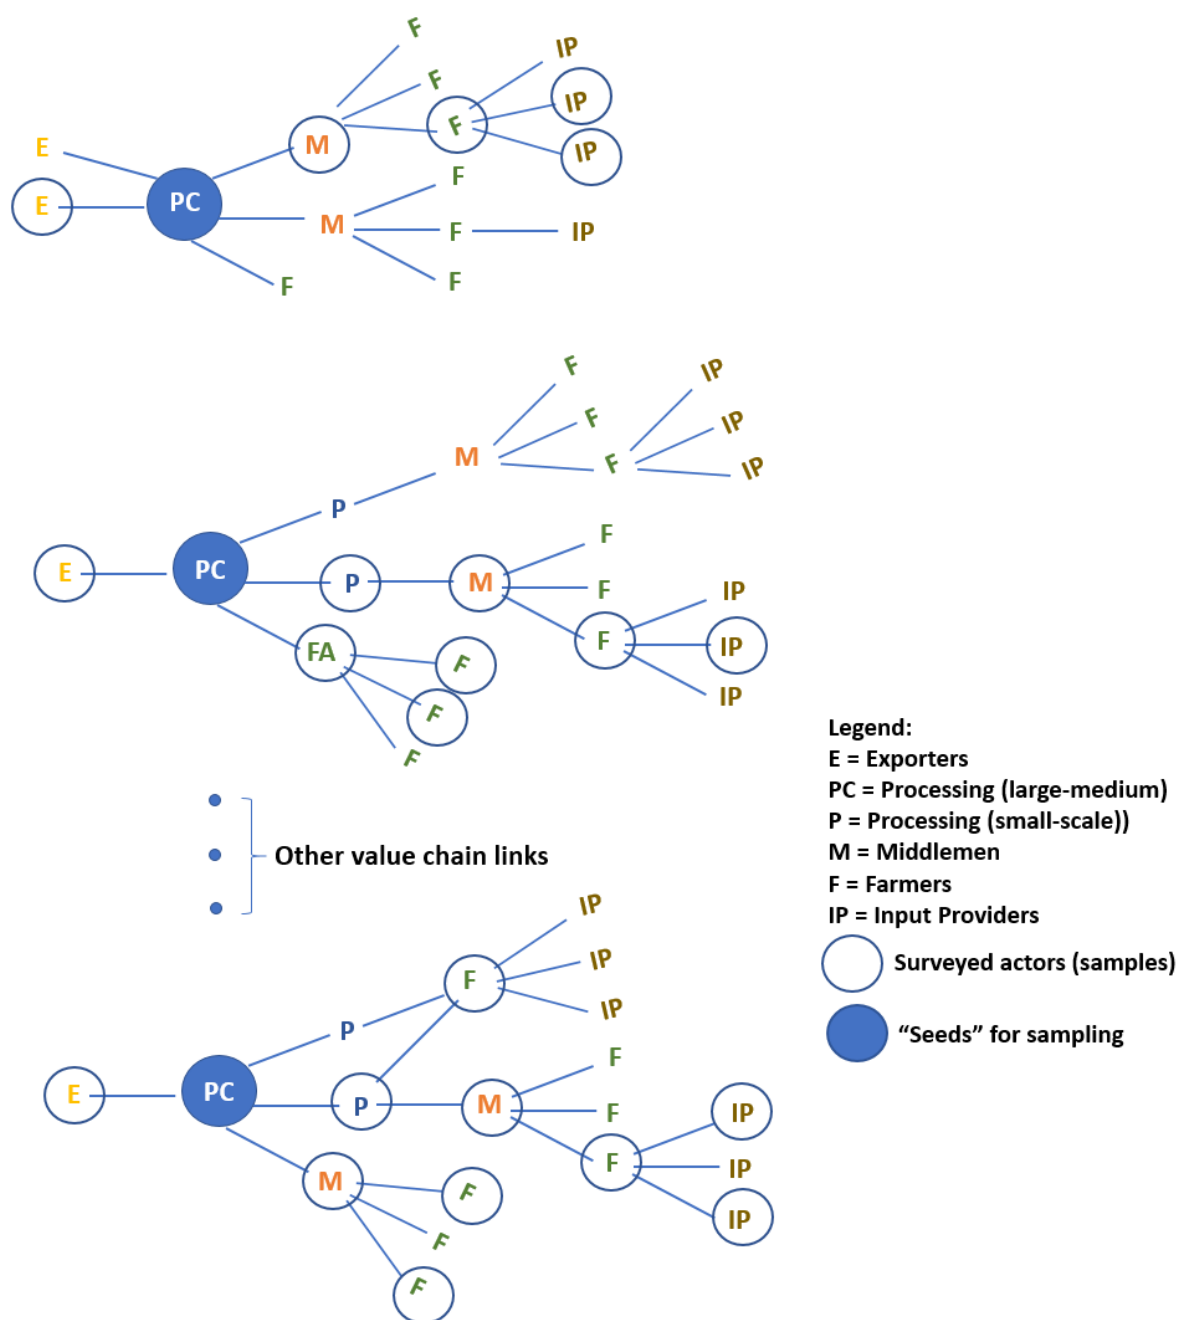 F
IP
F
IP
F
M
E
IP
F
PC
E
M
F
IP
F
F
F
IP
F
IP
M
F
IP
P
F
E
PC
P
M
F
IP
F
IP
FA
F
IP
F
F
Legend:
E = Exporters
PC = Processing (large-medium)
P = Processing (small-scale))
M = Middlemen
F = Farmers
IP = Input Providers
Surveyed actors (samples)
“Seeds” for sampling
Other value chain links
IP
IP
F
IP
P
F
E
PC
P
M
F
IP
F
IP
M
F
IP
F
F